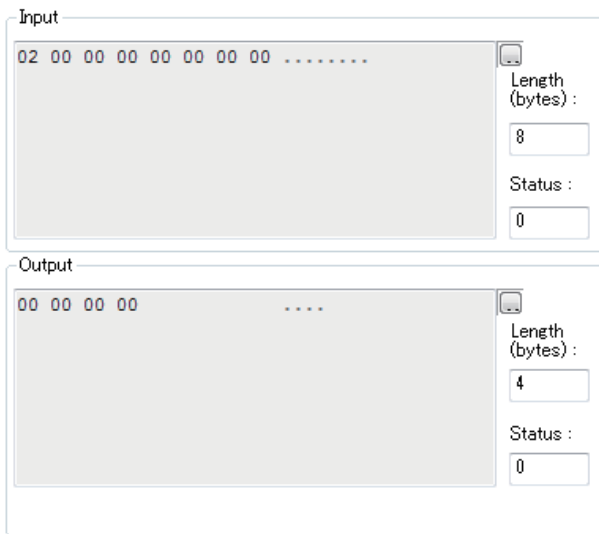 Input
02 00 00 00 00 00 00 00 ........
..
Length
(bytes) :
8
Status :
0
Output
00 00 00 00 ....
..
Length
(bytes) :
4
Status :
0